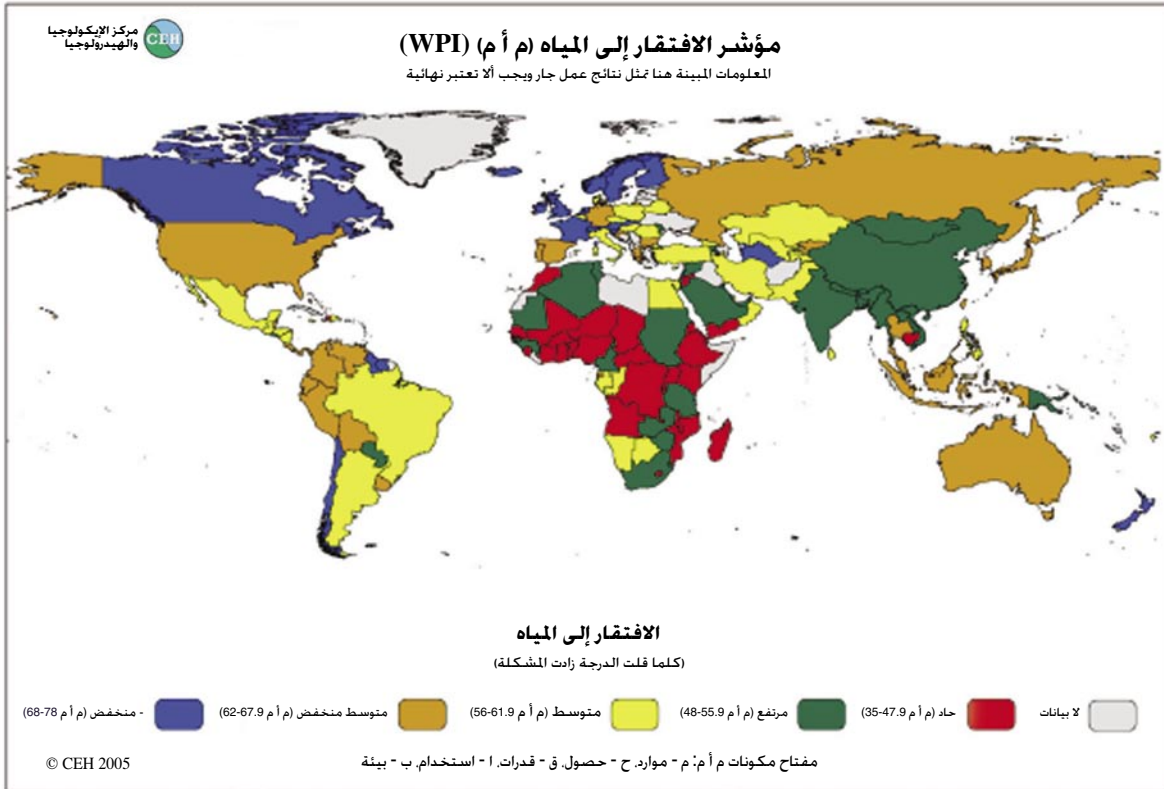 مركز الإيكولوجيا
والهيدرولوجيا
CEH
مؤشر الافتقار إلى المياه (م أ م) (WPI)
المعلومات المبينة هنا تمثل نتائج عمل جار ويجب ألا تعتبر نهائية
الافتقار إلى المياه
(كلما قلت الدرجة زادت المشكلة)
لا بيانات
حاد (م أ م 35-47.9)
مرتفع (م أ م 48-55.9)
متوسط (م أ م 56-61.9)
متوسط منخفض (م أ م 62-67.9)
- منخفض (م أ م 68-78)
مفتاح مكونات م أ م: م - موارد، ح - حصول، ق - قدرات، ا - استخدام، ب - بيئة
© CEH 2005